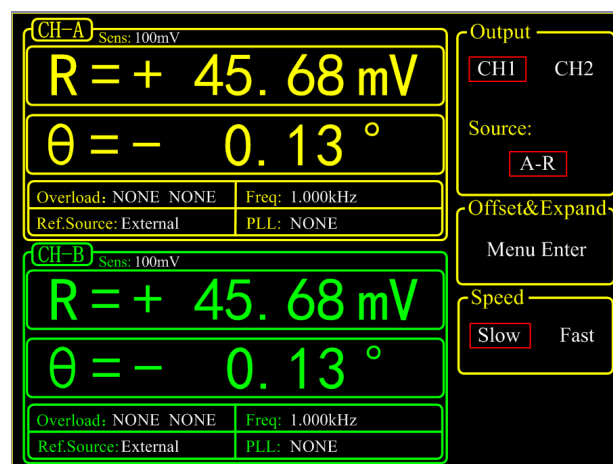 CH-A Sens: 100mV
R = + 45.68 mV
θ = - 0.13 °
Overload: NONE NONE Freq: 1.000kHz
Ref.Source: External PLL: NONE
CH-B Sens: 100mV
R = + 45.68 mV
θ = - 0.13 °
Overload: NONE NONE Freq: 1.000kHz
Ref.Source: External PLL: NONE
Output
CH1 CH2
Source:
A-R
Offset&Expand
Menu Enter
Speed
Slow Fast